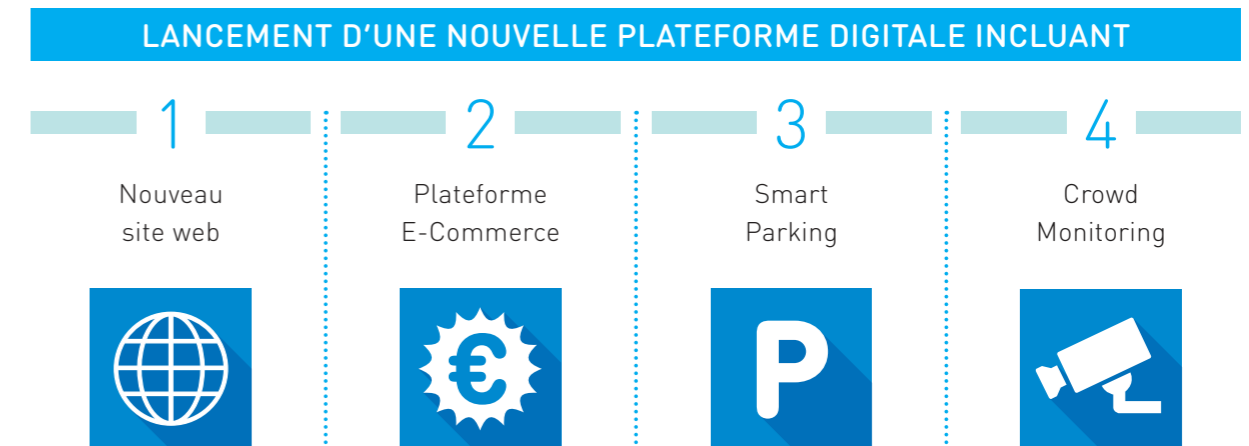 LANCEMENT D'UNE NOUVELLE PLATEFORME DIGITALE INCLUANT
1
Nouveau
site web
2
Plateforme
E-Commerce
€
3
Smart
Parking
P
4
Crowd
Monitoring